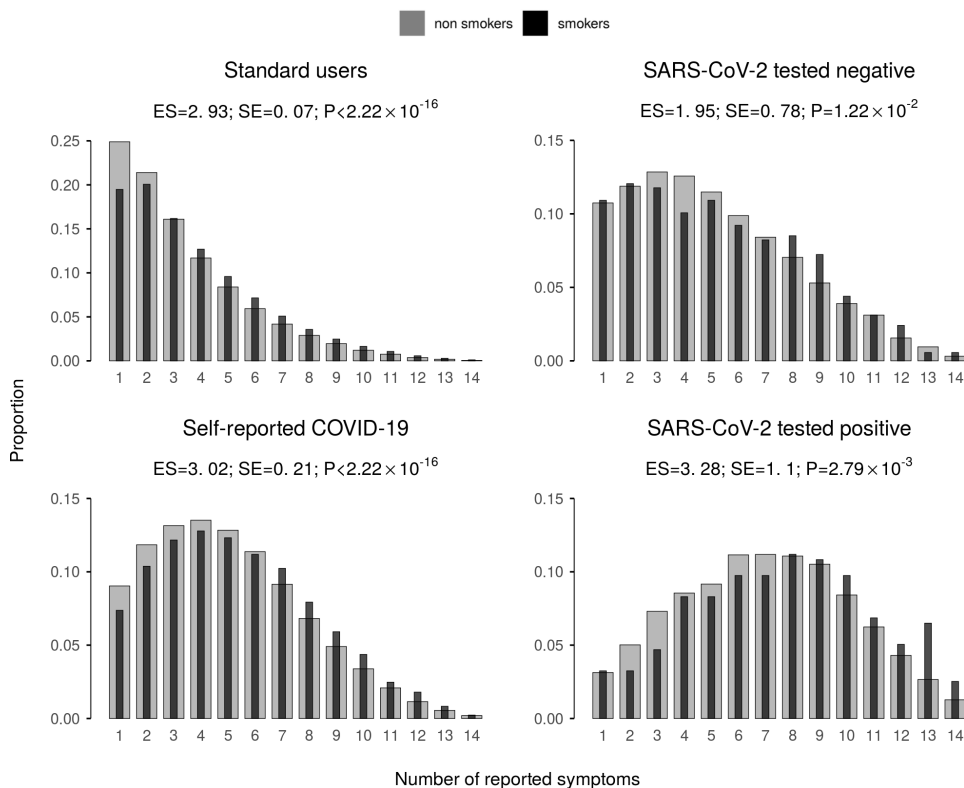 non smokers smokers
Standard users
ES=2. 93; SE=0. 07; P<2.22×10^-16
0.25
0.20
0.15
0.10
0.05
0.00
1 2 3 4 5 6 7 8 9 10 11 12 13 14
SARS-CoV-2 tested negative
ES=1. 95; SE=0. 78; P=1.22×10^-2
0.15
0.10
0.05
0.00
1 2 3 4 5 6 7 8 9 10 11 12 13 14
Proportion
Self-reported COVID-19
ES=3. 02; SE=0. 21; P<2.22×10^-16
0.15
0.10
0.05
0.00
1 2 3 4 5 6 7 8 9 10 11 12 13 14
SARS-CoV-2 tested positive
ES=3. 28; SE=1. 1; P=2.79×10^-3
0.15
0.10
0.05
0.00
1 2 3 4 5 6 7 8 9 10 11 12 13 14
Number of reported symptoms